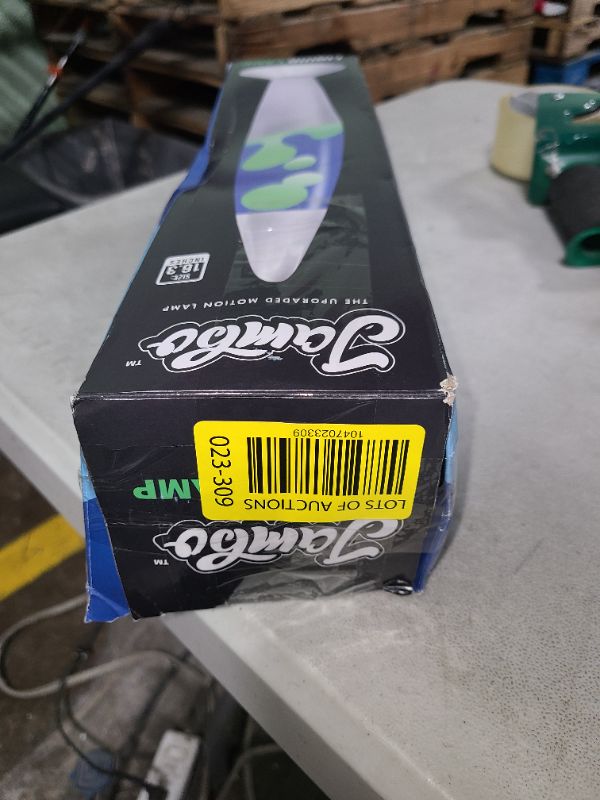 SIZE:
16.3
INCHES
THE UPGRADED MOTION LAMP
Jambo
TM
LOTS OF AUCTIONS
1047023309
023-309
AMP
Jambo
TM